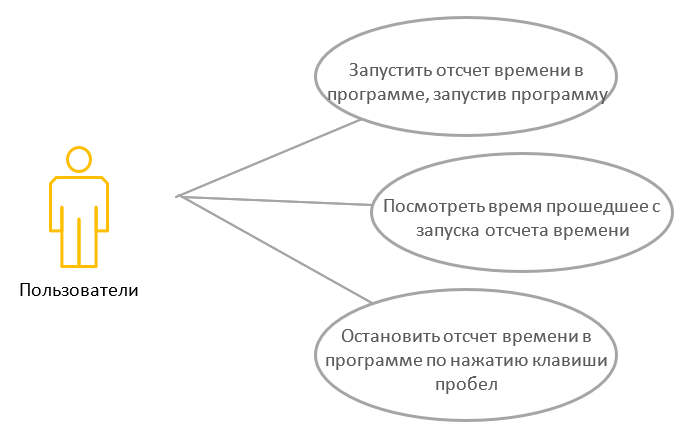 Запустить отсчет времени в
программе, запустив программу
Посмотреть время прошедшее с
запуска отсчета времени
Пользователи
Остановить отсчет времени в
программе по нажатию клавиши
пробел